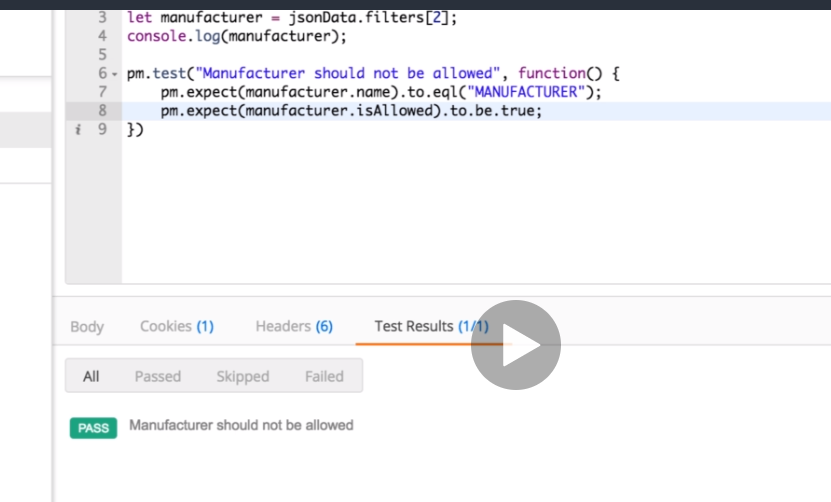 3 let manufacturer = jsonData.filters[2];
4 console.log(manufacturer);
5
6 pm.test("Manufacturer should not be allowed", function() {
7 pm.expect(manufacturer.name).to.eql("MANUFACTURER");
8 pm.expect(manufacturer.isAllowed).to.be.true;
i 9 })
Body Cookies (1) Headers (6) Test Results (1/1)
All Passed Skipped Failed
PASS Manufacturer should not be allowed